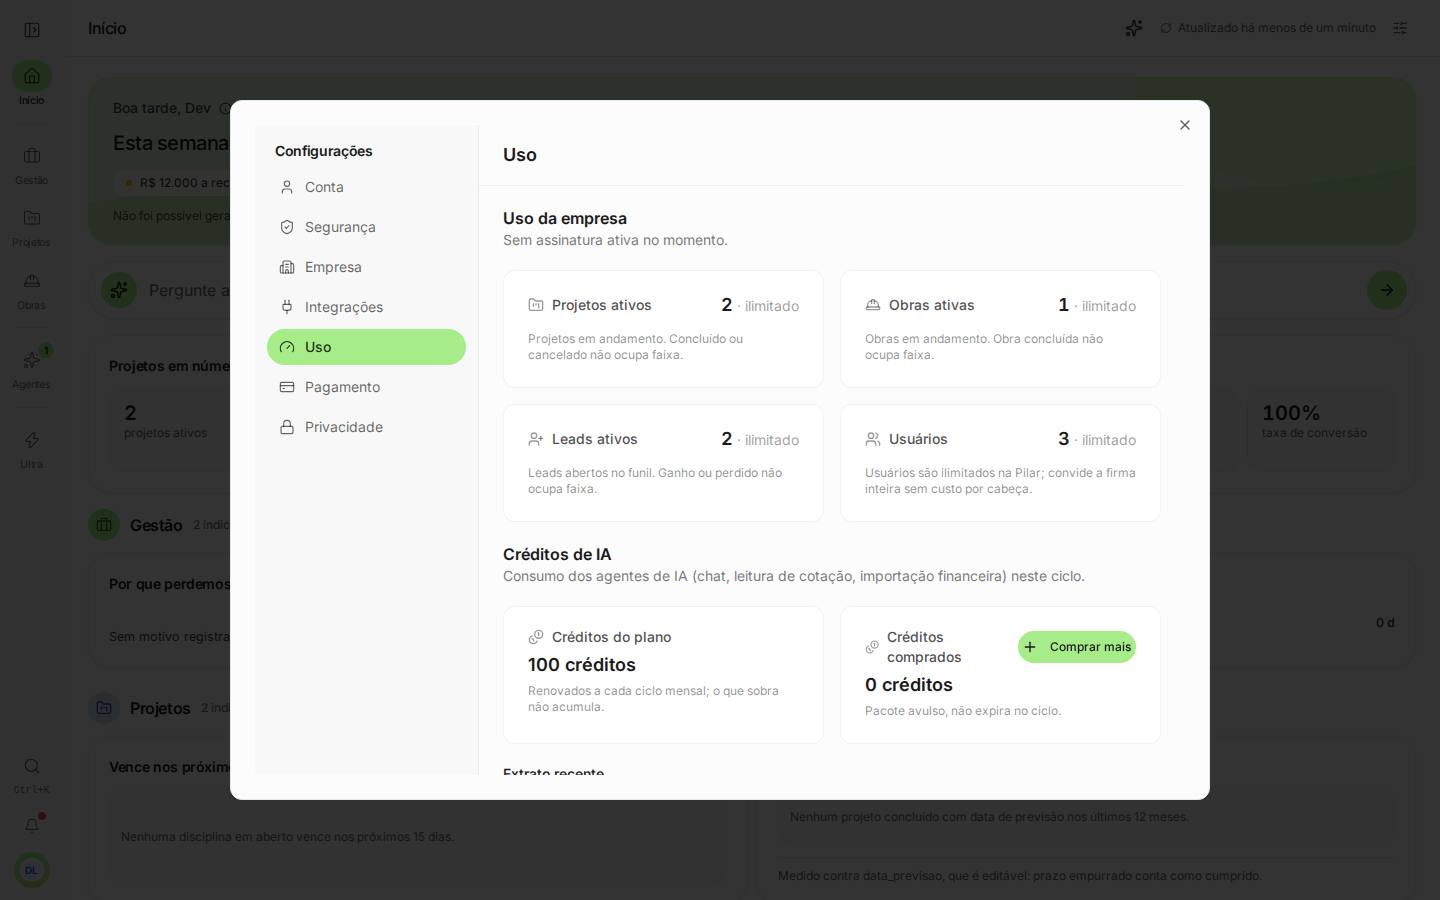 Início
Atualizado há menos de um minuto
Início
Gestão
Projetos
Obras
1
Agentes
Ultra
Ctrl+K
DL
Boa tarde, Dev
Esta semana
R$ 12.000 a rec
Não foi possível gera
Pergunte a
Projetos em núme
2
projetos ativos
100%
taxa de conversão
Gestão 2 indic
Por que perdemos
Sem motivo registra
0 d
Projetos 2 indi
Vence nos próxim
Nenhuma disciplina em aberto vence nos próximos 15 dias.
Nenhum projeto concluído com data de previsão nos últimos 12 meses.
Medido contra data_previsao, que é editável: prazo empurrado conta como cumprido.
Configurações
Conta
Segurança
Empresa
Integrações
Uso
Pagamento
Privacidade
Uso
Uso da empresa
Sem assinatura ativa no momento.
Projetos ativos 2 · ilimitado
Projetos em andamento. Concluído ou
cancelado não ocupa faixa.
Obras ativas 1 · ilimitado
Obras em andamento. Obra concluída não
ocupa faixa.
Leads ativos 2 · ilimitado
Leads abertos no funil. Ganho ou perdido não
ocupa faixa.
Usuários 3 · ilimitado
Usuários são ilimitados na Pilar; convide a firma
inteira sem custo por cabeça.
Créditos de IA
Consumo dos agentes de IA (chat, leitura de cotação, importação financeira) neste ciclo.
Créditos do plano
100 créditos
Renovados a cada ciclo mensal; o que sobra
não acumula.
Créditos
comprados
Comprar mais
0 créditos
Pacote avulso, não expira no ciclo.
Extrato recente